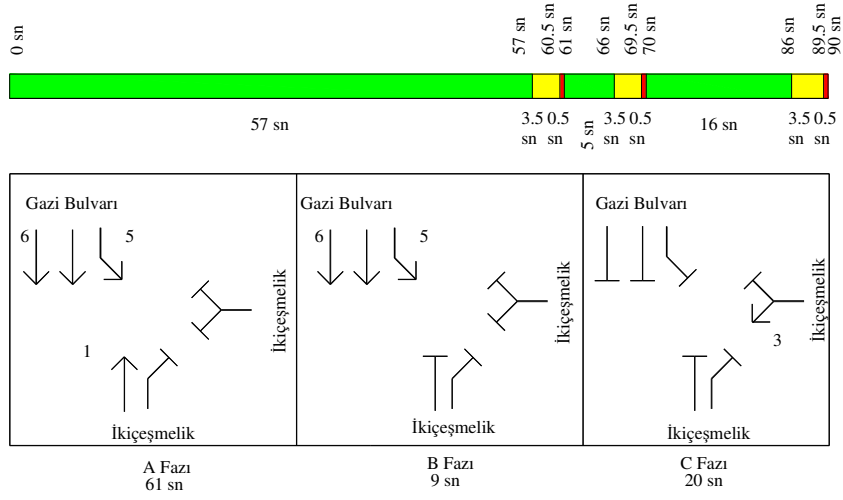 0 sn
57 sn
60.5 sn
61 sn
66 sn
69.5 sn
70 sn
86 sn
89.5 sn
90 sn
57 sn
3.5 sn
0.5 sn
5 sn
3.5 sn
0.5 sn
16 sn
3.5 sn
0.5 sn
Gazi Bulvarı
6
5
1
İkiçeşmelik
İkiçeşmelik
A Fazı
61 sn
Gazi Bulvarı
6
5
İkiçeşmelik
İkiçeşmelik
B Fazı
9 sn
Gazi Bulvarı
3
İkiçeşmelik
İkiçeşmelik
C Fazı
20 sn